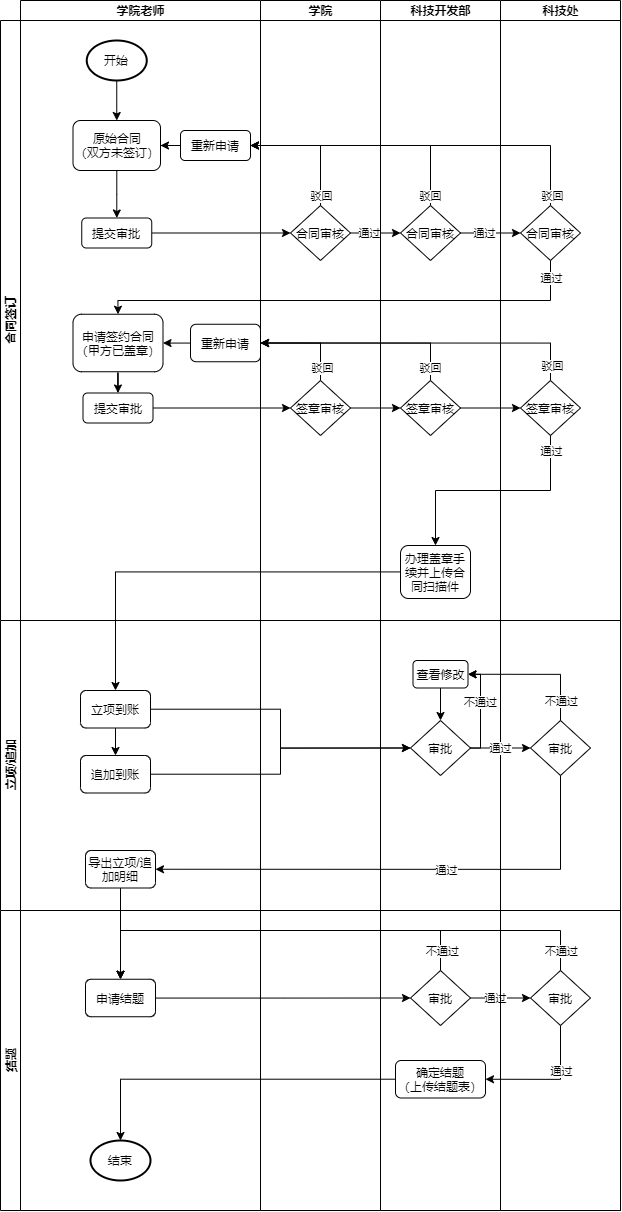 学院老师
学院
科技开发部
科技处
合同签订
开始
原始合同
（双方未签订）
重新申请
驳回
驳回
驳回
提交审批
合同审核
通过
合同审核
通过
合同审核
通过
申请签约合同
（甲方已盖章）
重新申请
驳回
驳回
驳回
提交审批
签章审核
签章审核
签章审核
通过
办理盖章手
续并上传合
同扫描件
立项/追加
查看修改
不通过
不通过
立项到账
追加到账
审批
通过
审批
导出立项/追
加明细
通过
结题
不通过
不通过
申请结题
审批
通过
审批
通过
确定结题
（上传结题表）
结束